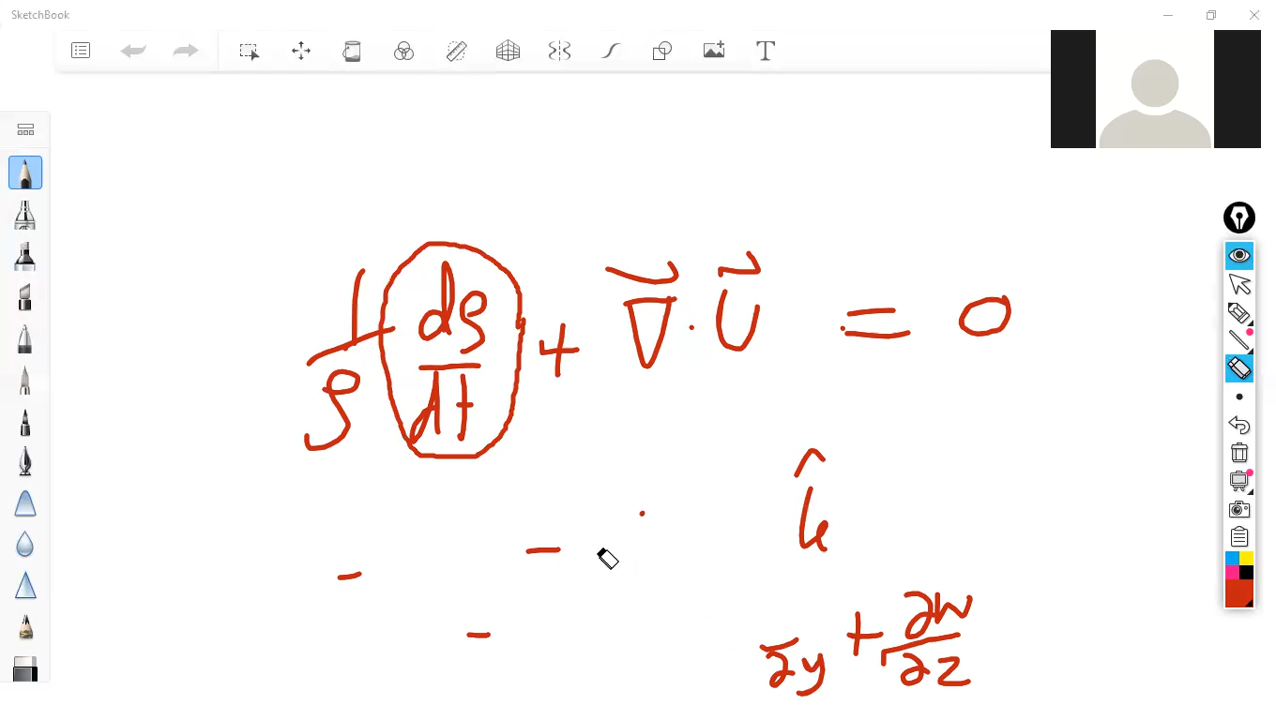 SketchBook
T
1/ρ dρ/dt + ∇⃗ · U⃗ = 0
k̂
∂y + ∂w/∂z